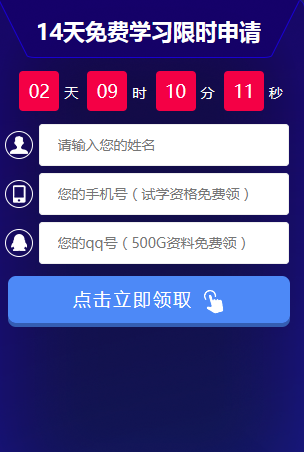 14天免费学习限时申请
02 天 09 时 10 分 11 秒
请输入您的姓名
您的手机号（试学资格免费领）
您的qq号（500G资料免费领）
点击立即领取